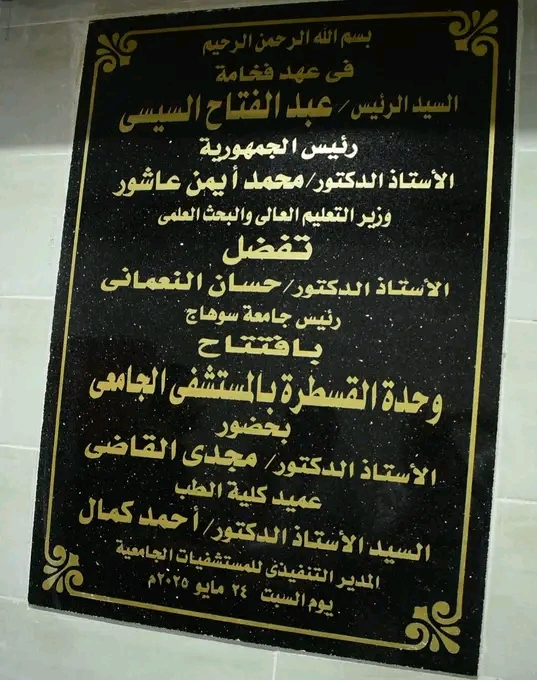 بسم الله الرحمن الرحيم
فى عهد فخامة
السيد الرئيس / عبد الفتاح السيسى
رئيس الجمهورية
الأستاذ الدكتور/ محمد أيمن عاشور
وزير التعليم العالى والبحث العلمى
تفضل
الأستاذ الدكتور/ حسان النعمانى
رئيس جامعة سوهاج
بافتتاح
وحدة القسطرة بالمستشفى الجامعى
بحضور
الأستاذ الدكتور/ مجدى القاضى
عميد كلية الطب
السيد الأستاذ الدكتور/ أحمد كمال
المدير التنفيذى للمستشفيات الجامعية
يوم السبت ٢٤ مايو ٢٠٢٥م